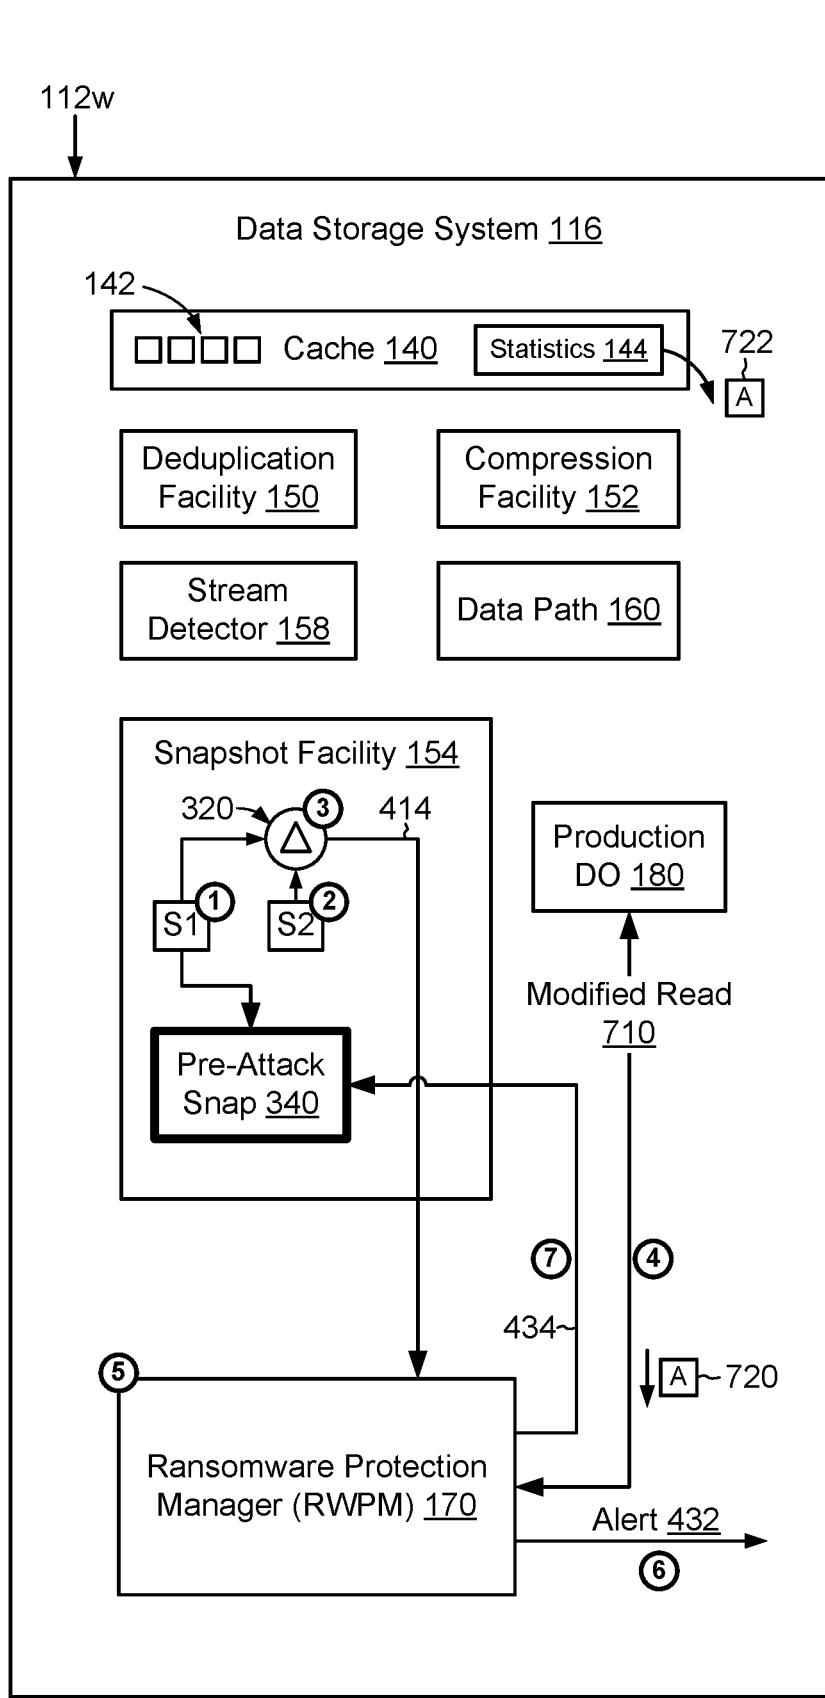 112w
Data Storage System 116
142
Cache 140
Statistics 144
722
A
Deduplication
Facility 150
Compression
Facility 152
Stream
Detector 158
Data Path 160
Snapshot Facility 154
320
3
414
1
S1
2
S2
Production
DO 180
Modified Read
710
Pre-Attack
Snap 340
7
4
434
5
A
720
Ransomware Protection
Manager (RWPM) 170
Alert 432
6